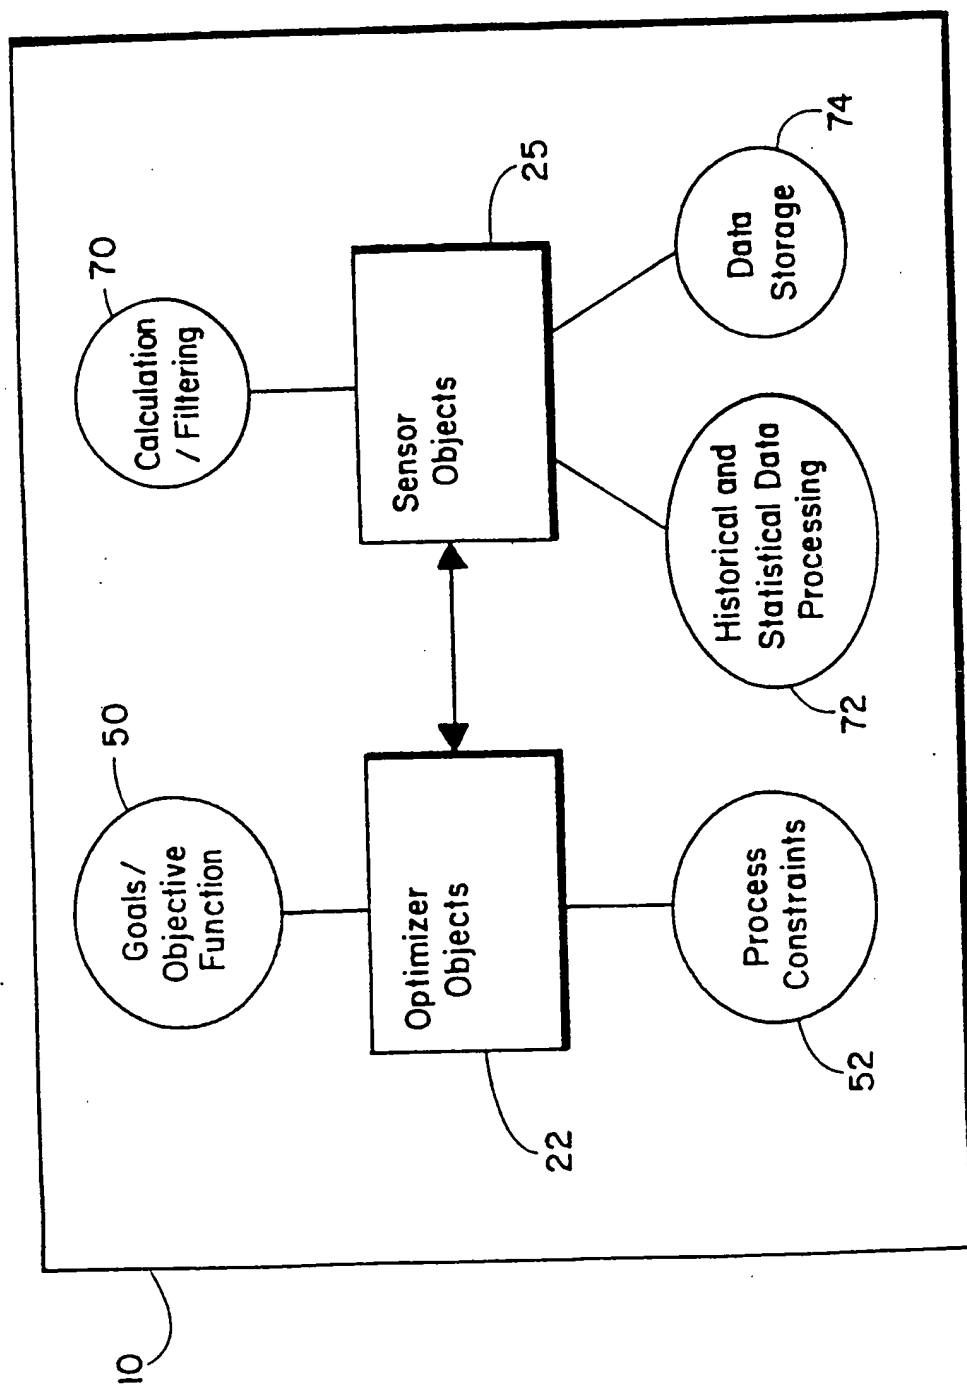 10
50
Goals/
Objective
Function
70
Calculation
/ Filtering
Optimizer
Objects
22
Sensor
Objects
25
Process
Constraints
52
Historical and
Statistical Data
Processing
72
Data
Storage
74